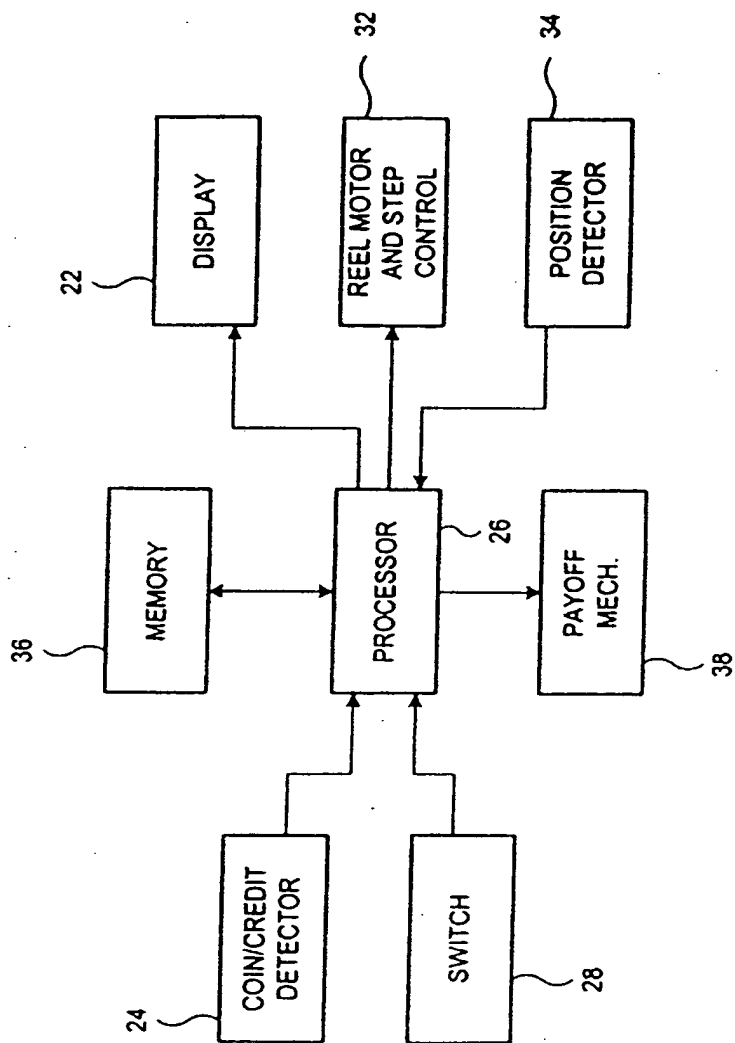 36
MEMORY
22
DISPLAY
24
COIN/CREDIT
DETECTOR
PROCESSOR
26
REEL MOTOR
AND STEP
CONTROL
32
SWITCH
28
PAYOFF
MECH.
38
POSITION
DETECTOR
34